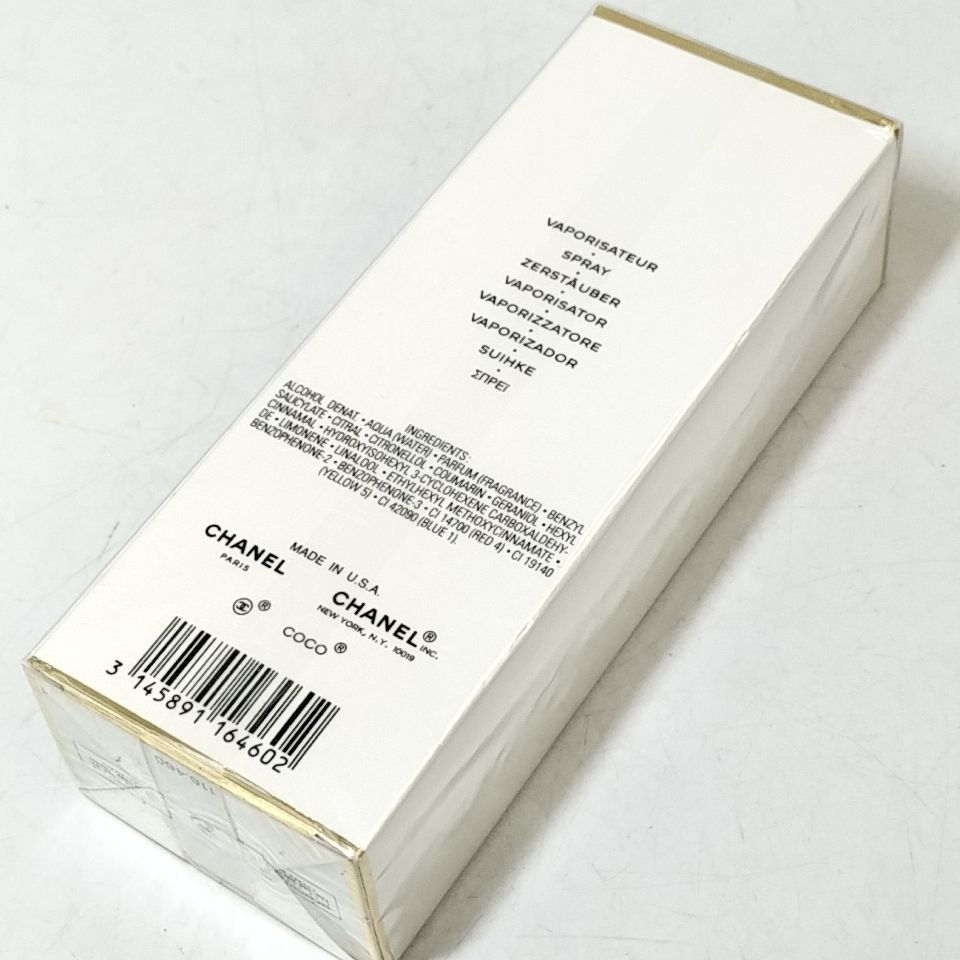 VAPORISATEUR
•
SPRAY
•
ZERSTÄUBER
•
VAPORISATOR
•
VAPORIZZATORE
•
VAPORIZADOR
•
SUIHKE
•
ΣΠΡΕΪ
INGREDIENTS:
ALCOHOL DENAT • AQUA (WATER) • PARFUM (FRAGRANCE) • BENZYL
SALICYLATE • CITRAL • CITRONELLOL • COUMARIN • GERANIOL • HEXYL
CINNAMAL • HYDROXYISOHEXYL 3-CYCLOHEXENE CARBOXALDEHY-
DE • LIMONENE • LINALOOL • ETHYLHEXYL METHOXYCINNAMATE •
BENZOPHENONE-2 • BENZOPHENONE-3 • CI 14700 (RED 4) • CI 19140
(YELLOW 5) • CI 42090 (BLUE 1).
MADE IN U.S.A.
CHANEL
PARIS
CHANEL® INC.
NEW YORK, N.Y. 10019
®
COCO ®
3 145891 164602
116.460